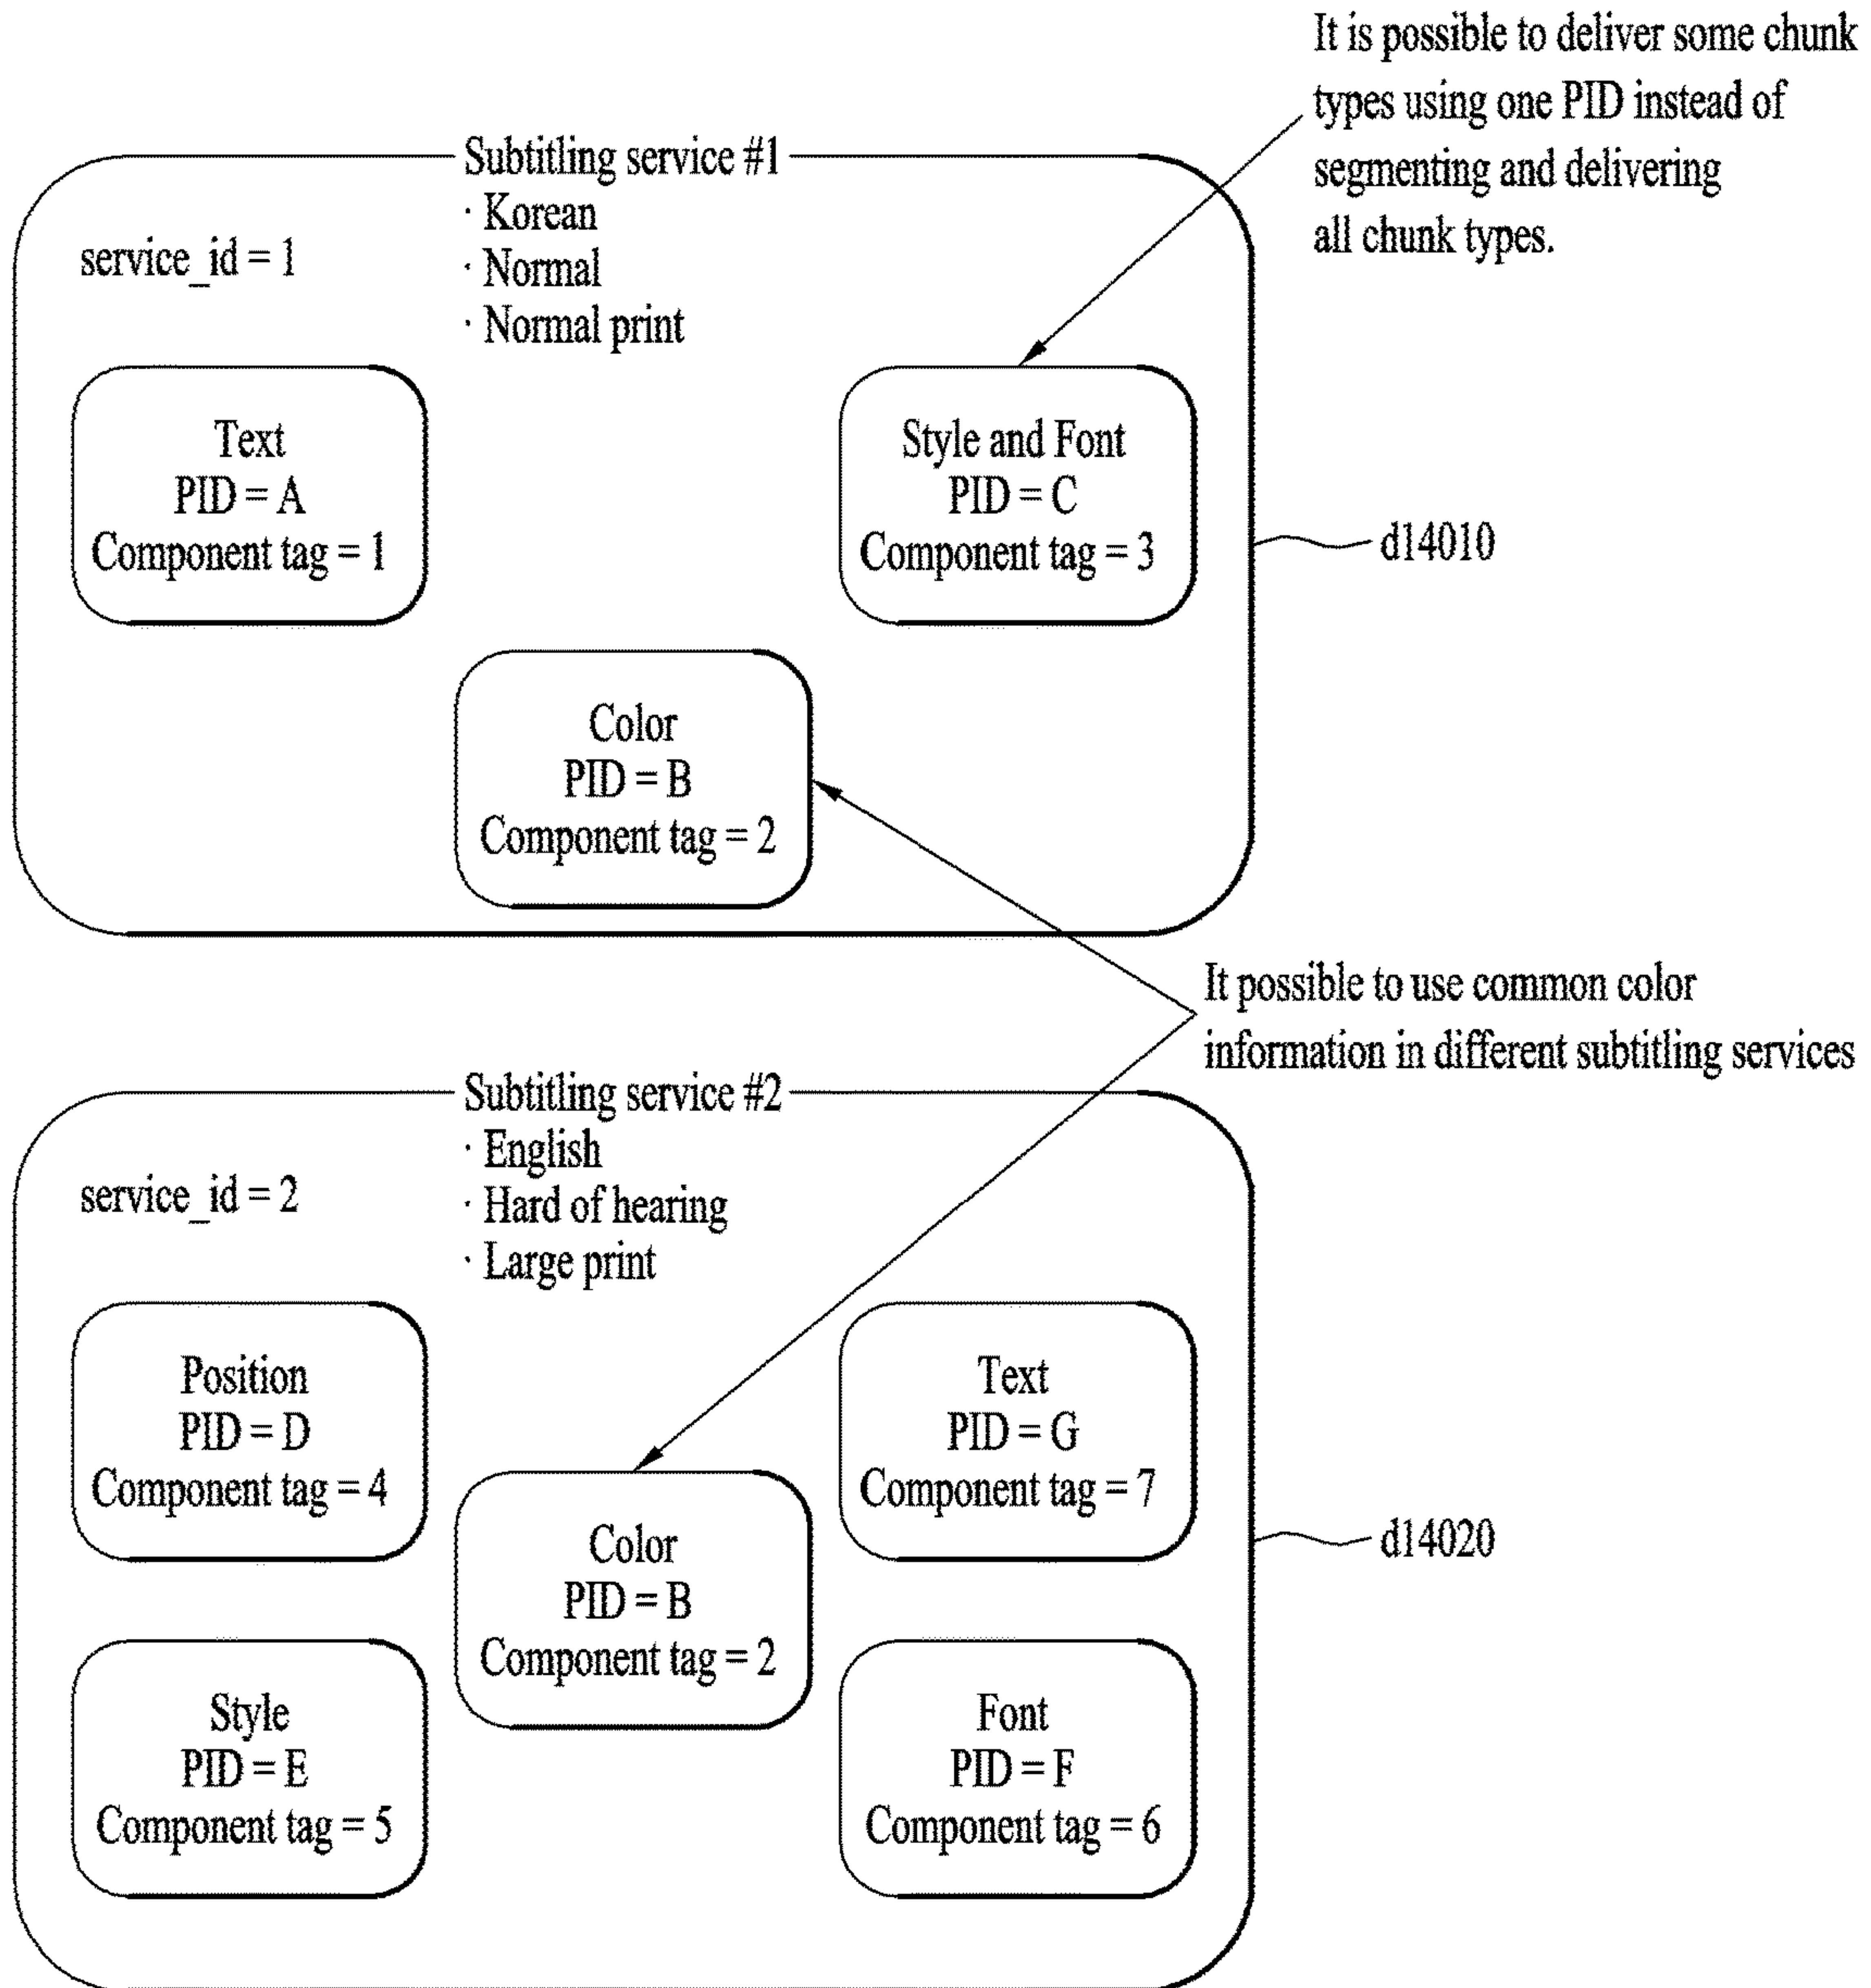 It is possible to deliver some chunk
types using one PID instead of
segmenting and delivering
all chunk types.
Subtitling service #1
· Korean
· Normal
· Normal print
service_id = 1
Text
PID = A
Component tag = 1
Style and Font
PID = C
Component tag = 3
d14010
Color
PID = B
Component tag = 2
It possible to use common color
information in different subtitling services
Subtitling service #2
· English
· Hard of hearing
· Large print
service_id = 2
Position
PID = D
Component tag = 4
Text
PID = G
Component tag = 7
Color
PID = B
Component tag = 2
d14020
Style
PID = E
Component tag = 5
Font
PID = F
Component tag = 6